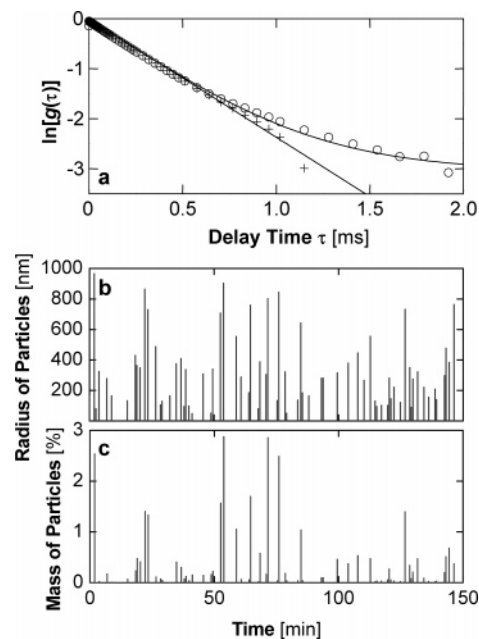 0
-1
-2
-3
ln[g(τ)]
a
0 0.5 1.0 1.5 2.0
Delay Time τ [ms]
1000
800
600
400
200
Radius of Particles [nm]
b
3
2
1
0
Mass of Particles [%]
c
0 50 100 150
Time [min]